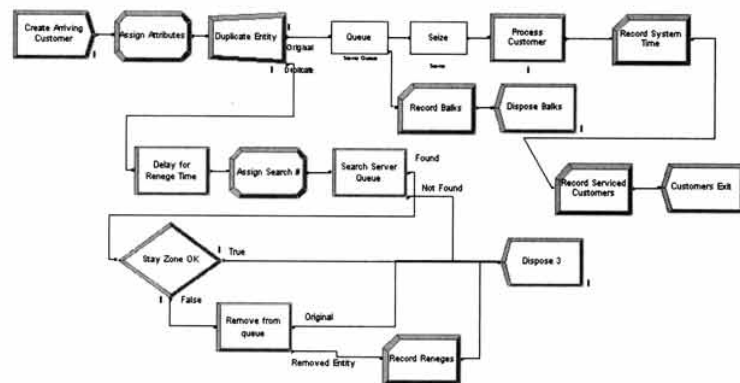 Create Arriving
Customer
Assign Attributes
Duplicate Entity
Original
Duplicate
Queue
Server Queue
Seize
Server
Process
Customer
Record System
Time
Record Balks
Dispose Balks
Delay for
Renege Time
Assign Search #
Search Server
Queue
Found
Not Found
Record Serviced
Customers
Customers Exit
Stay Zone OK
True
False
Dispose 3
Remove from
queue
Original
Removed Entity
Record Reneges